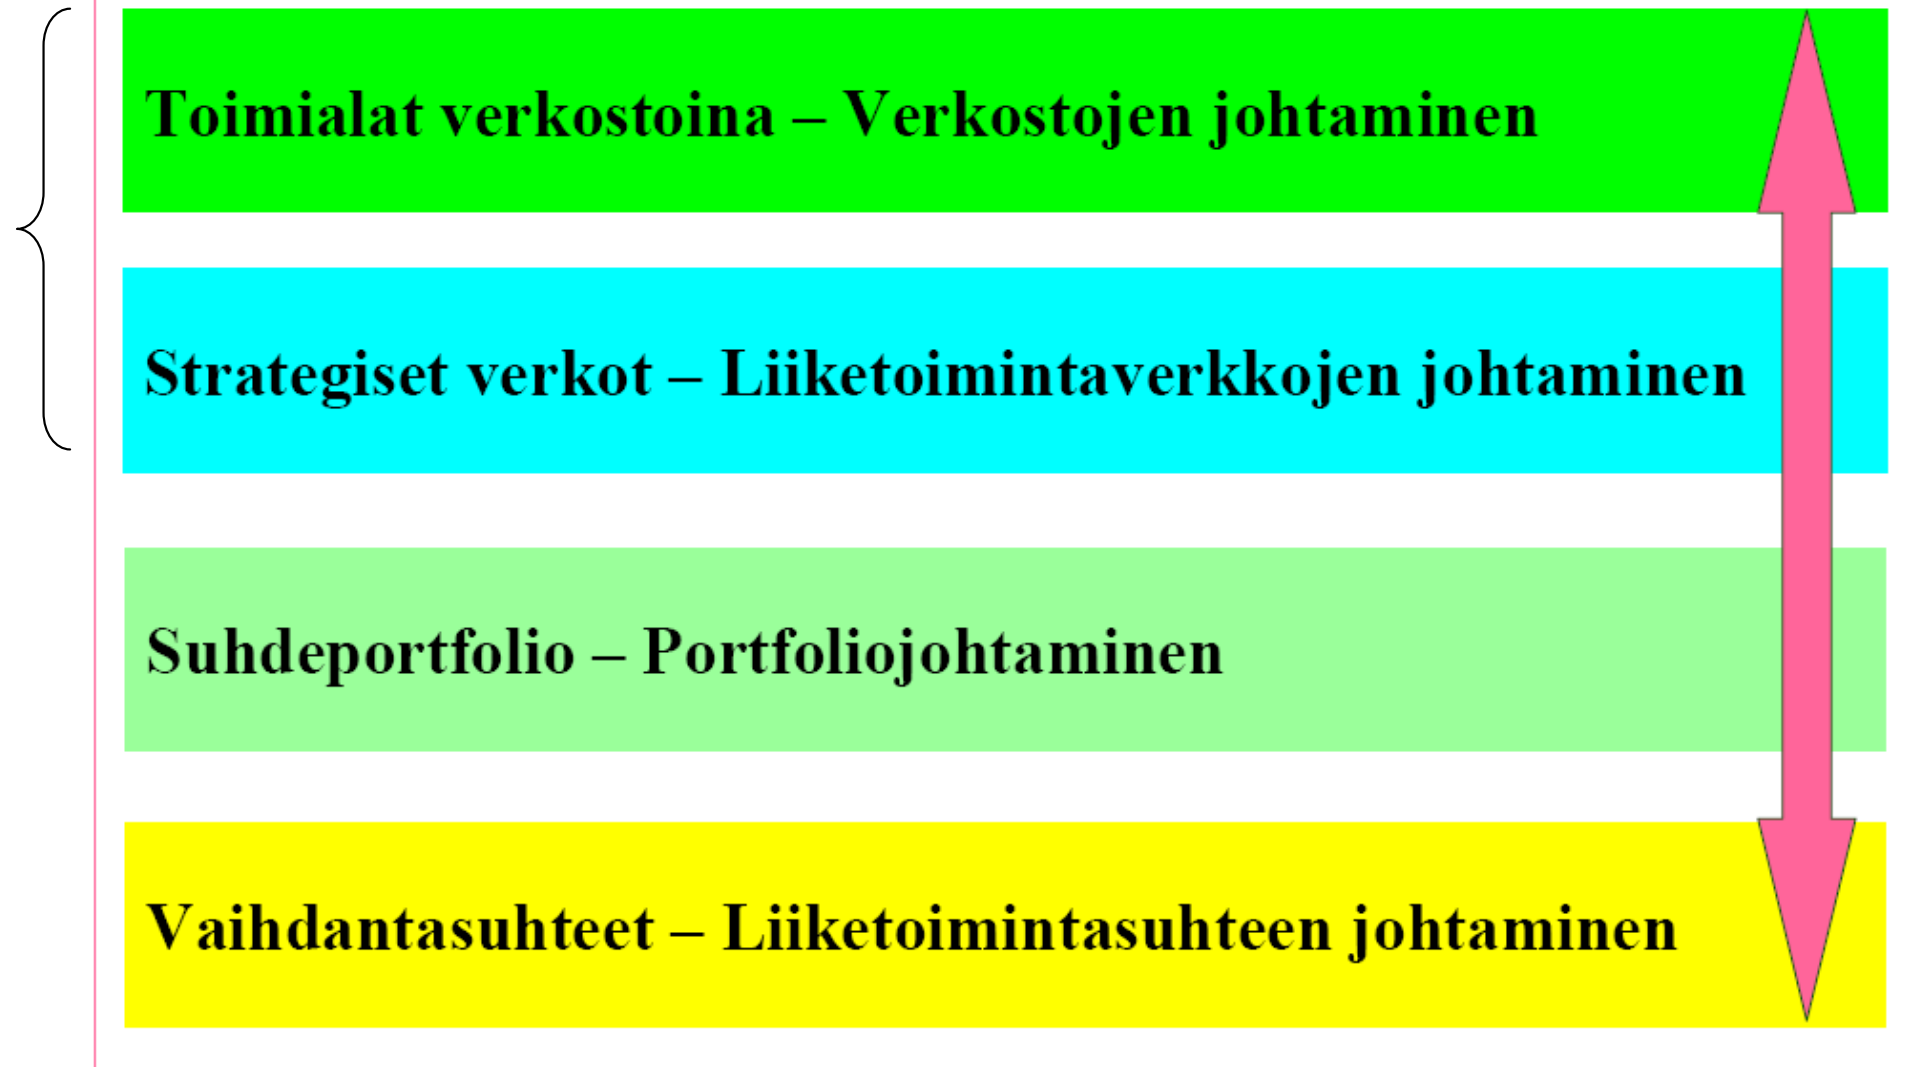 Toimialat verkostoina – Verkostojen johtaminen
Strategiset verkot – Liiketoimintaverkkojen johtaminen
Suhdeportfolio – Portfoliojohtaminen
Vaihdantasuhteet – Liiketoimintasuhteen johtaminen